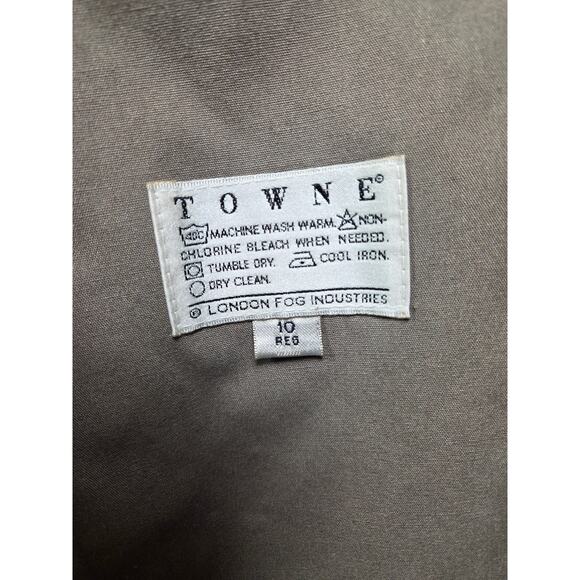 TOWNE©
40C MACHINE WASH WARM. NON-
CHLORINE BLEACH WHEN NEEDED.
TUMBLE DRY. COOL IRON.
DRY CLEAN.
© LONDON FOG INDUSTRIES
10
REG